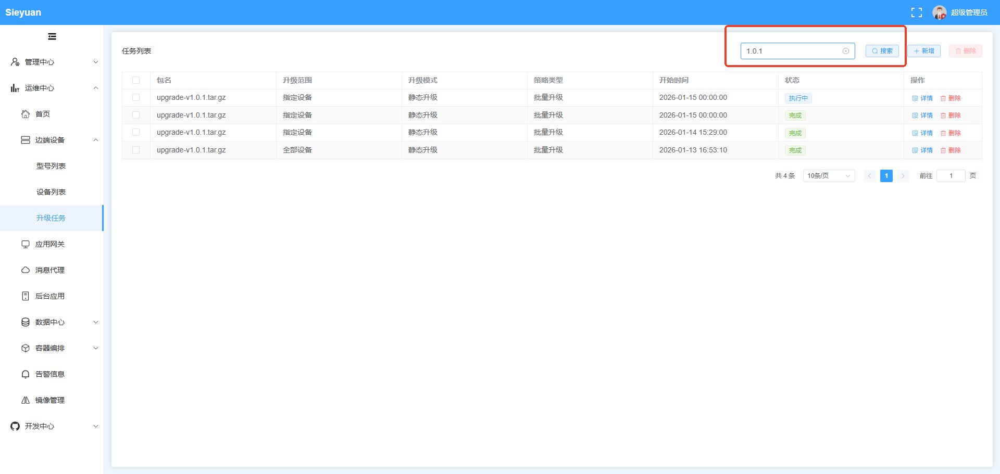 Sieyuan
超级管理员
管理中心
运维中心
首页
边端设备
型号列表
设备列表
升级任务
应用网关
消息代理
后台应用
数据中心
容器编排
告警信息
镜像管理
开发中心
任务列表
1.0.1
搜索
新增
删除
包名 升级范围 升级模式 策略类型 开始时间 状态 操作
upgrade-v1.0.1.tar.gz 指定设备 静态升级 批量升级 2026-01-15 00:00:00 执行中 详情 删除
upgrade-v1.0.1.tar.gz 指定设备 静态升级 批量升级 2026-01-15 00:00:00 完成 详情 删除
upgrade-v1.0.1.tar.gz 指定设备 静态升级 批量升级 2026-01-14 15:29:00 完成 详情 删除
upgrade-v1.0.1.tar.gz 全部设备 静态升级 批量升级 2026-01-13 16:53:10 完成 详情 删除
共 4 条 10条/页 1 前往 1 页